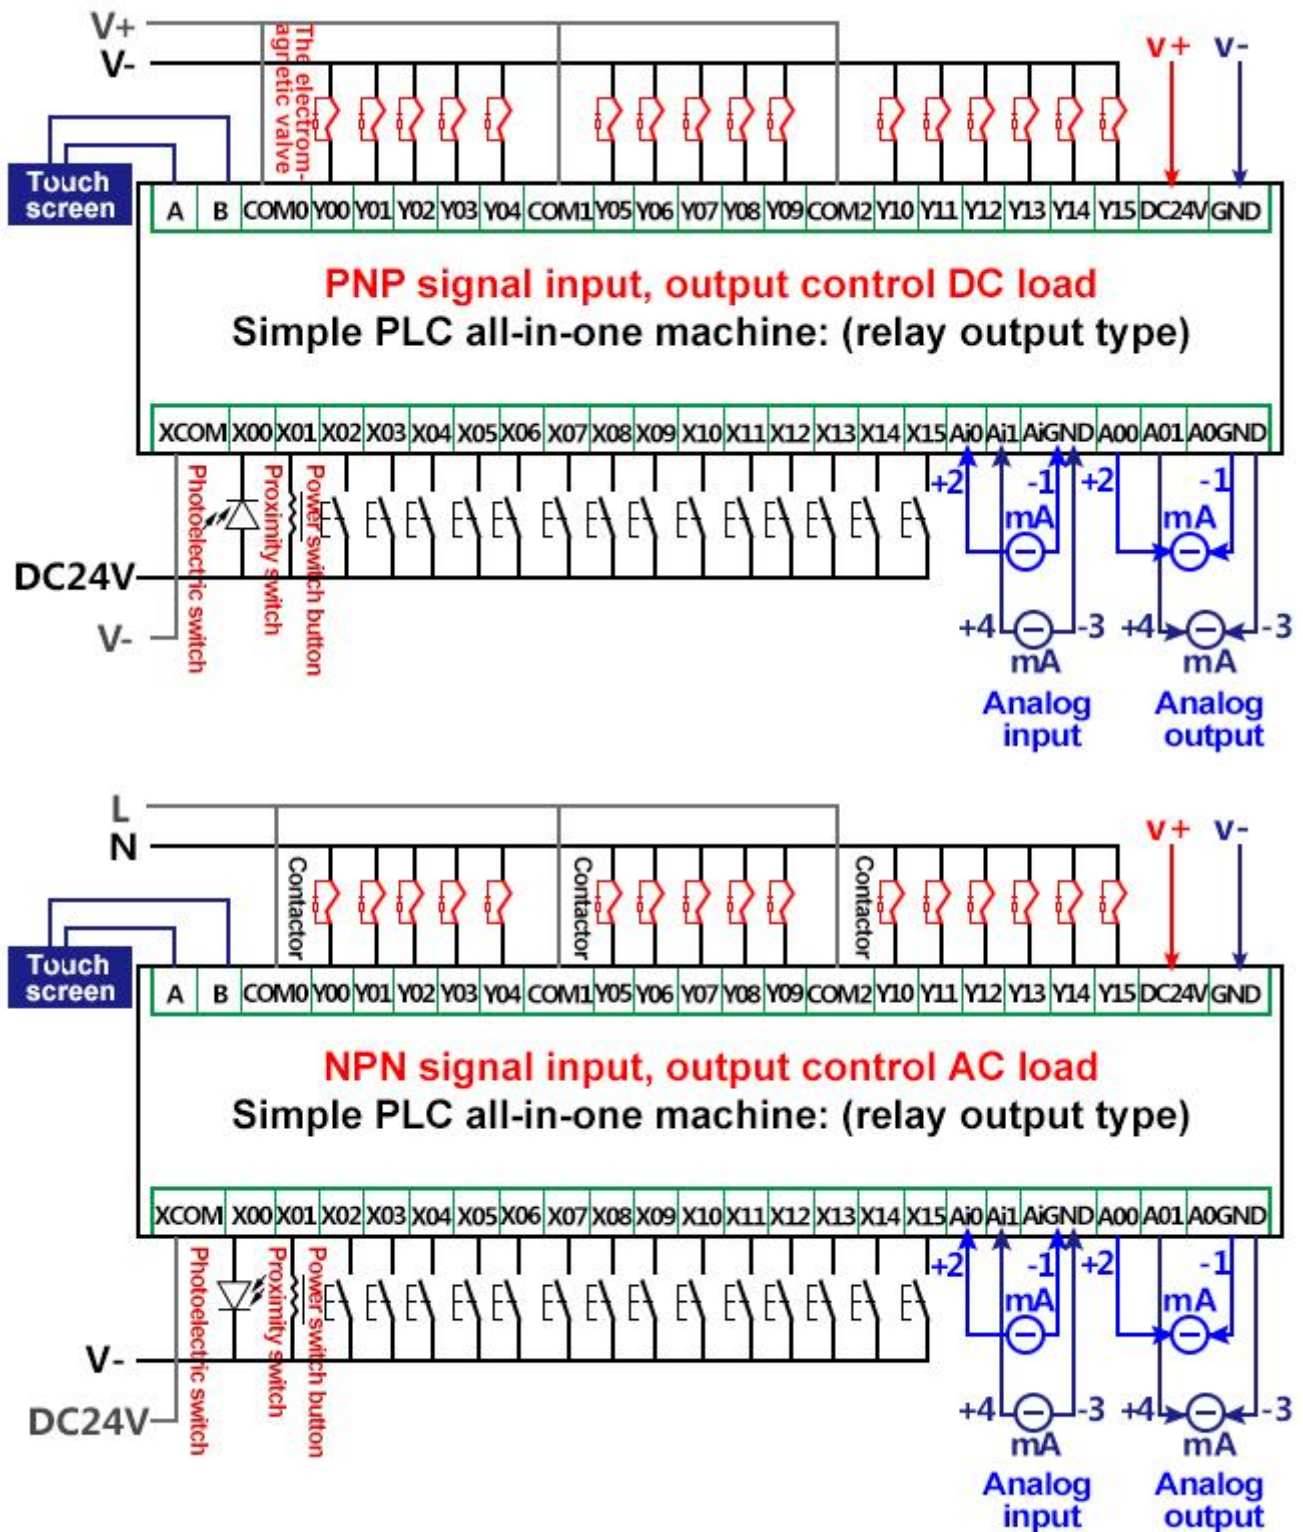 V+
V-
The electrom-
agnetic valve
v+ v-
Touch
screen
A B COM0 Y00 Y01 Y02 Y03 Y04 COM1 Y05 Y06 Y07 Y08 Y09 COM2 Y10 Y11 Y12 Y13 Y14 Y15 DC24V GND
PNP signal input, output control DC load
Simple PLC all-in-one machine: (relay output type)
XCOM X00 X01 X02 X03 X04 X05 X06 X07 X08 X09 X10 X11 X12 X13 X14 X15 Ai0 Ai1 AiGND A00 A01 A0GND
Photoelectric switch
Proximity switch
Power switch button
+2 -1 +2 -1
mA mA
DC24V
V-
+4 -3 +4 -3
mA mA
Analog
input
Analog
output
L
N
Contactor
Contactor
Contactor
v+ v-
Touch
screen
A B COM0 Y00 Y01 Y02 Y03 Y04 COM1 Y05 Y06 Y07 Y08 Y09 COM2 Y10 Y11 Y12 Y13 Y14 Y15 DC24V GND
NPN signal input, output control AC load
Simple PLC all-in-one machine: (relay output type)
XCOM X00 X01 X02 X03 X04 X05 X06 X07 X08 X09 X10 X11 X12 X13 X14 X15 Ai0 Ai1 AiGND A00 A01 A0GND
Photoelectric switch
Proximity switch
Power switch button
+2 -1 +2 -1
mA mA
V-
DC24V
+4 -3 +4 -3
mA mA
Analog
input
Analog
output